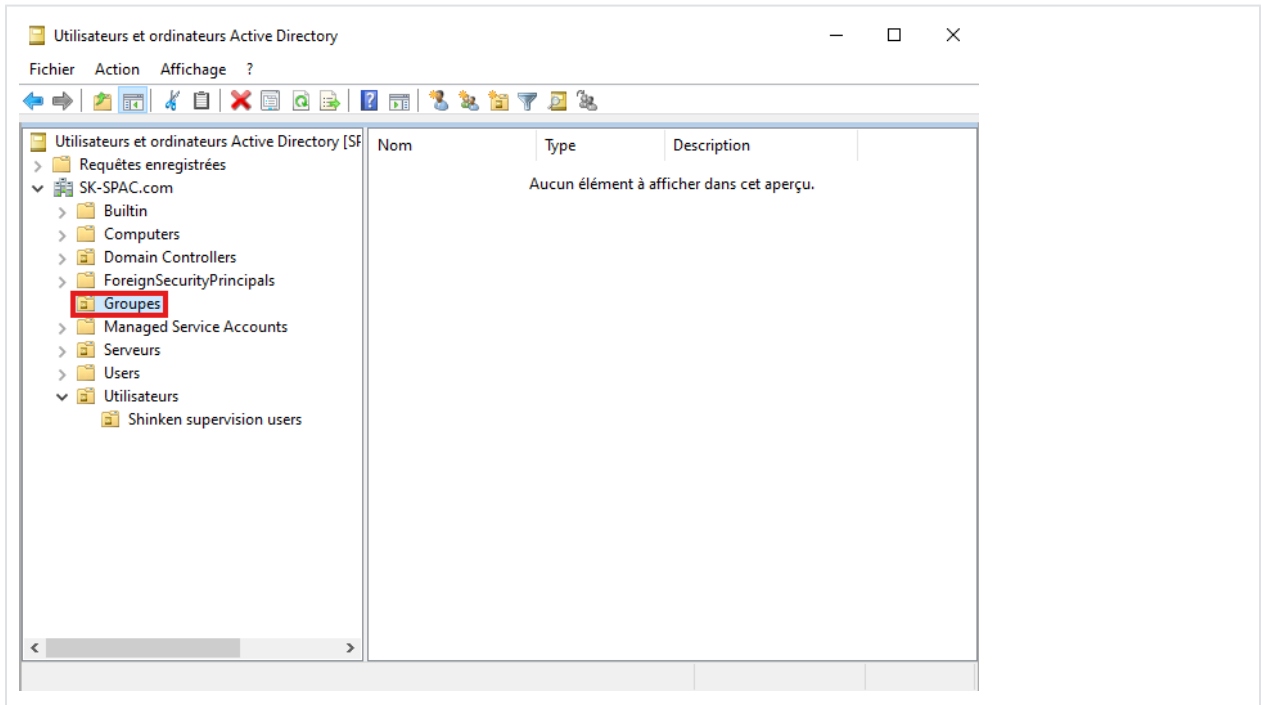 Utilisateurs et ordinateurs Active Directory
Fichier Action Affichage ?
Utilisateurs et ordinateurs Active Directory [SF
Requêtes enregistrées
SK-SPAC.com
Builtin
Computers
Domain Controllers
ForeignSecurityPrincipals
Groupes
Managed Service Accounts
Serveurs
Users
Utilisateurs
Shinken supervision users
Nom Type Description
Aucun élément à afficher dans cet aperçu.